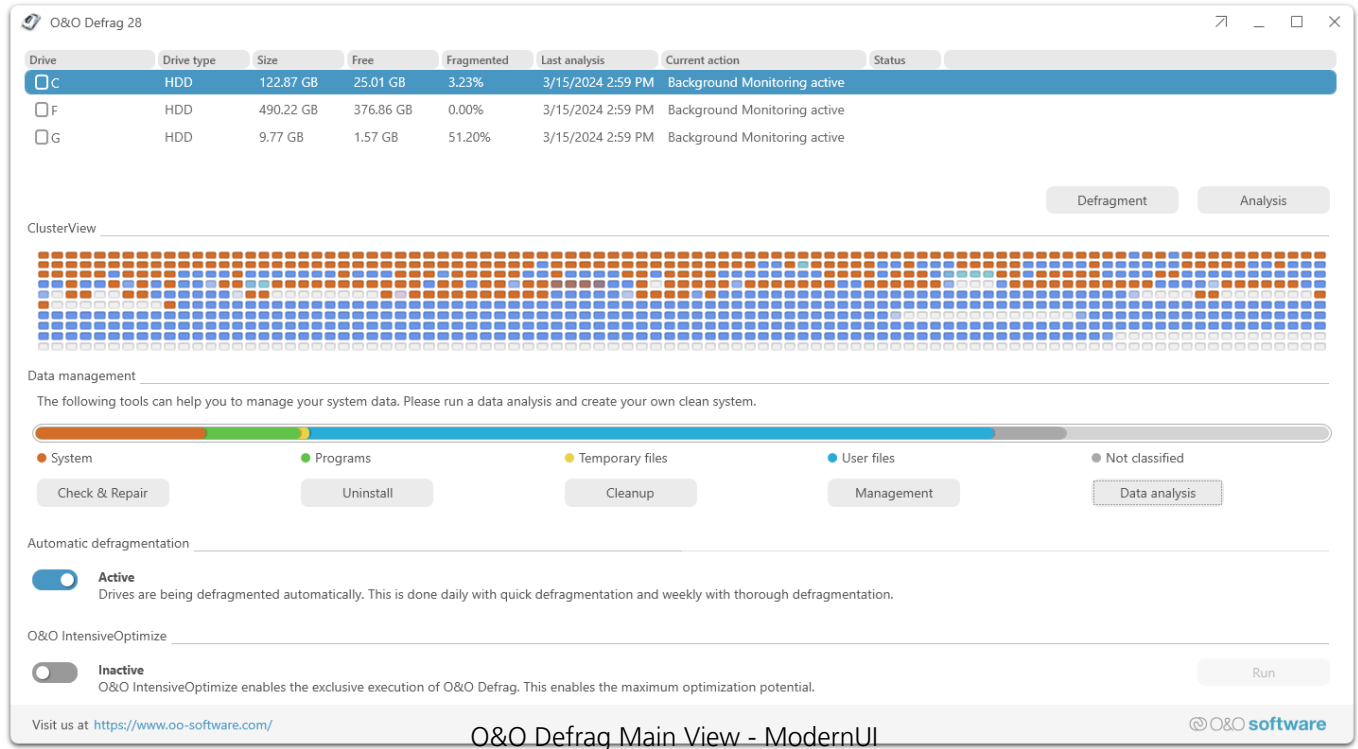 O&O Defrag 28
Drive Drive type Size Free Fragmented Last analysis Current action Status
C HDD 122.87 GB 25.01 GB 3.23% 3/15/2024 2:59 PM Background Monitoring active
F HDD 490.22 GB 376.86 GB 0.00% 3/15/2024 2:59 PM Background Monitoring active
G HDD 9.77 GB 1.57 GB 51.20% 3/15/2024 2:59 PM Background Monitoring active
Defragment Analysis
ClusterView
Data management
The following tools can help you to manage your system data. Please run a data analysis and create your own clean system.
System Programs Temporary files User files Not classified
Check & Repair Uninstall Cleanup Management Data analysis
Automatic defragmentation
Active
Drives are being defragmented automatically. This is done daily with quick defragmentation and weekly with thorough defragmentation.
O&O IntensiveOptimize
Inactive
O&O IntensiveOptimize enables the exclusive execution of O&O Defrag. This enables the maximum optimization potential.
Run
Visit us at https://www.oo-software.com/
O&O software
O&O Defrag Main View - ModernUI